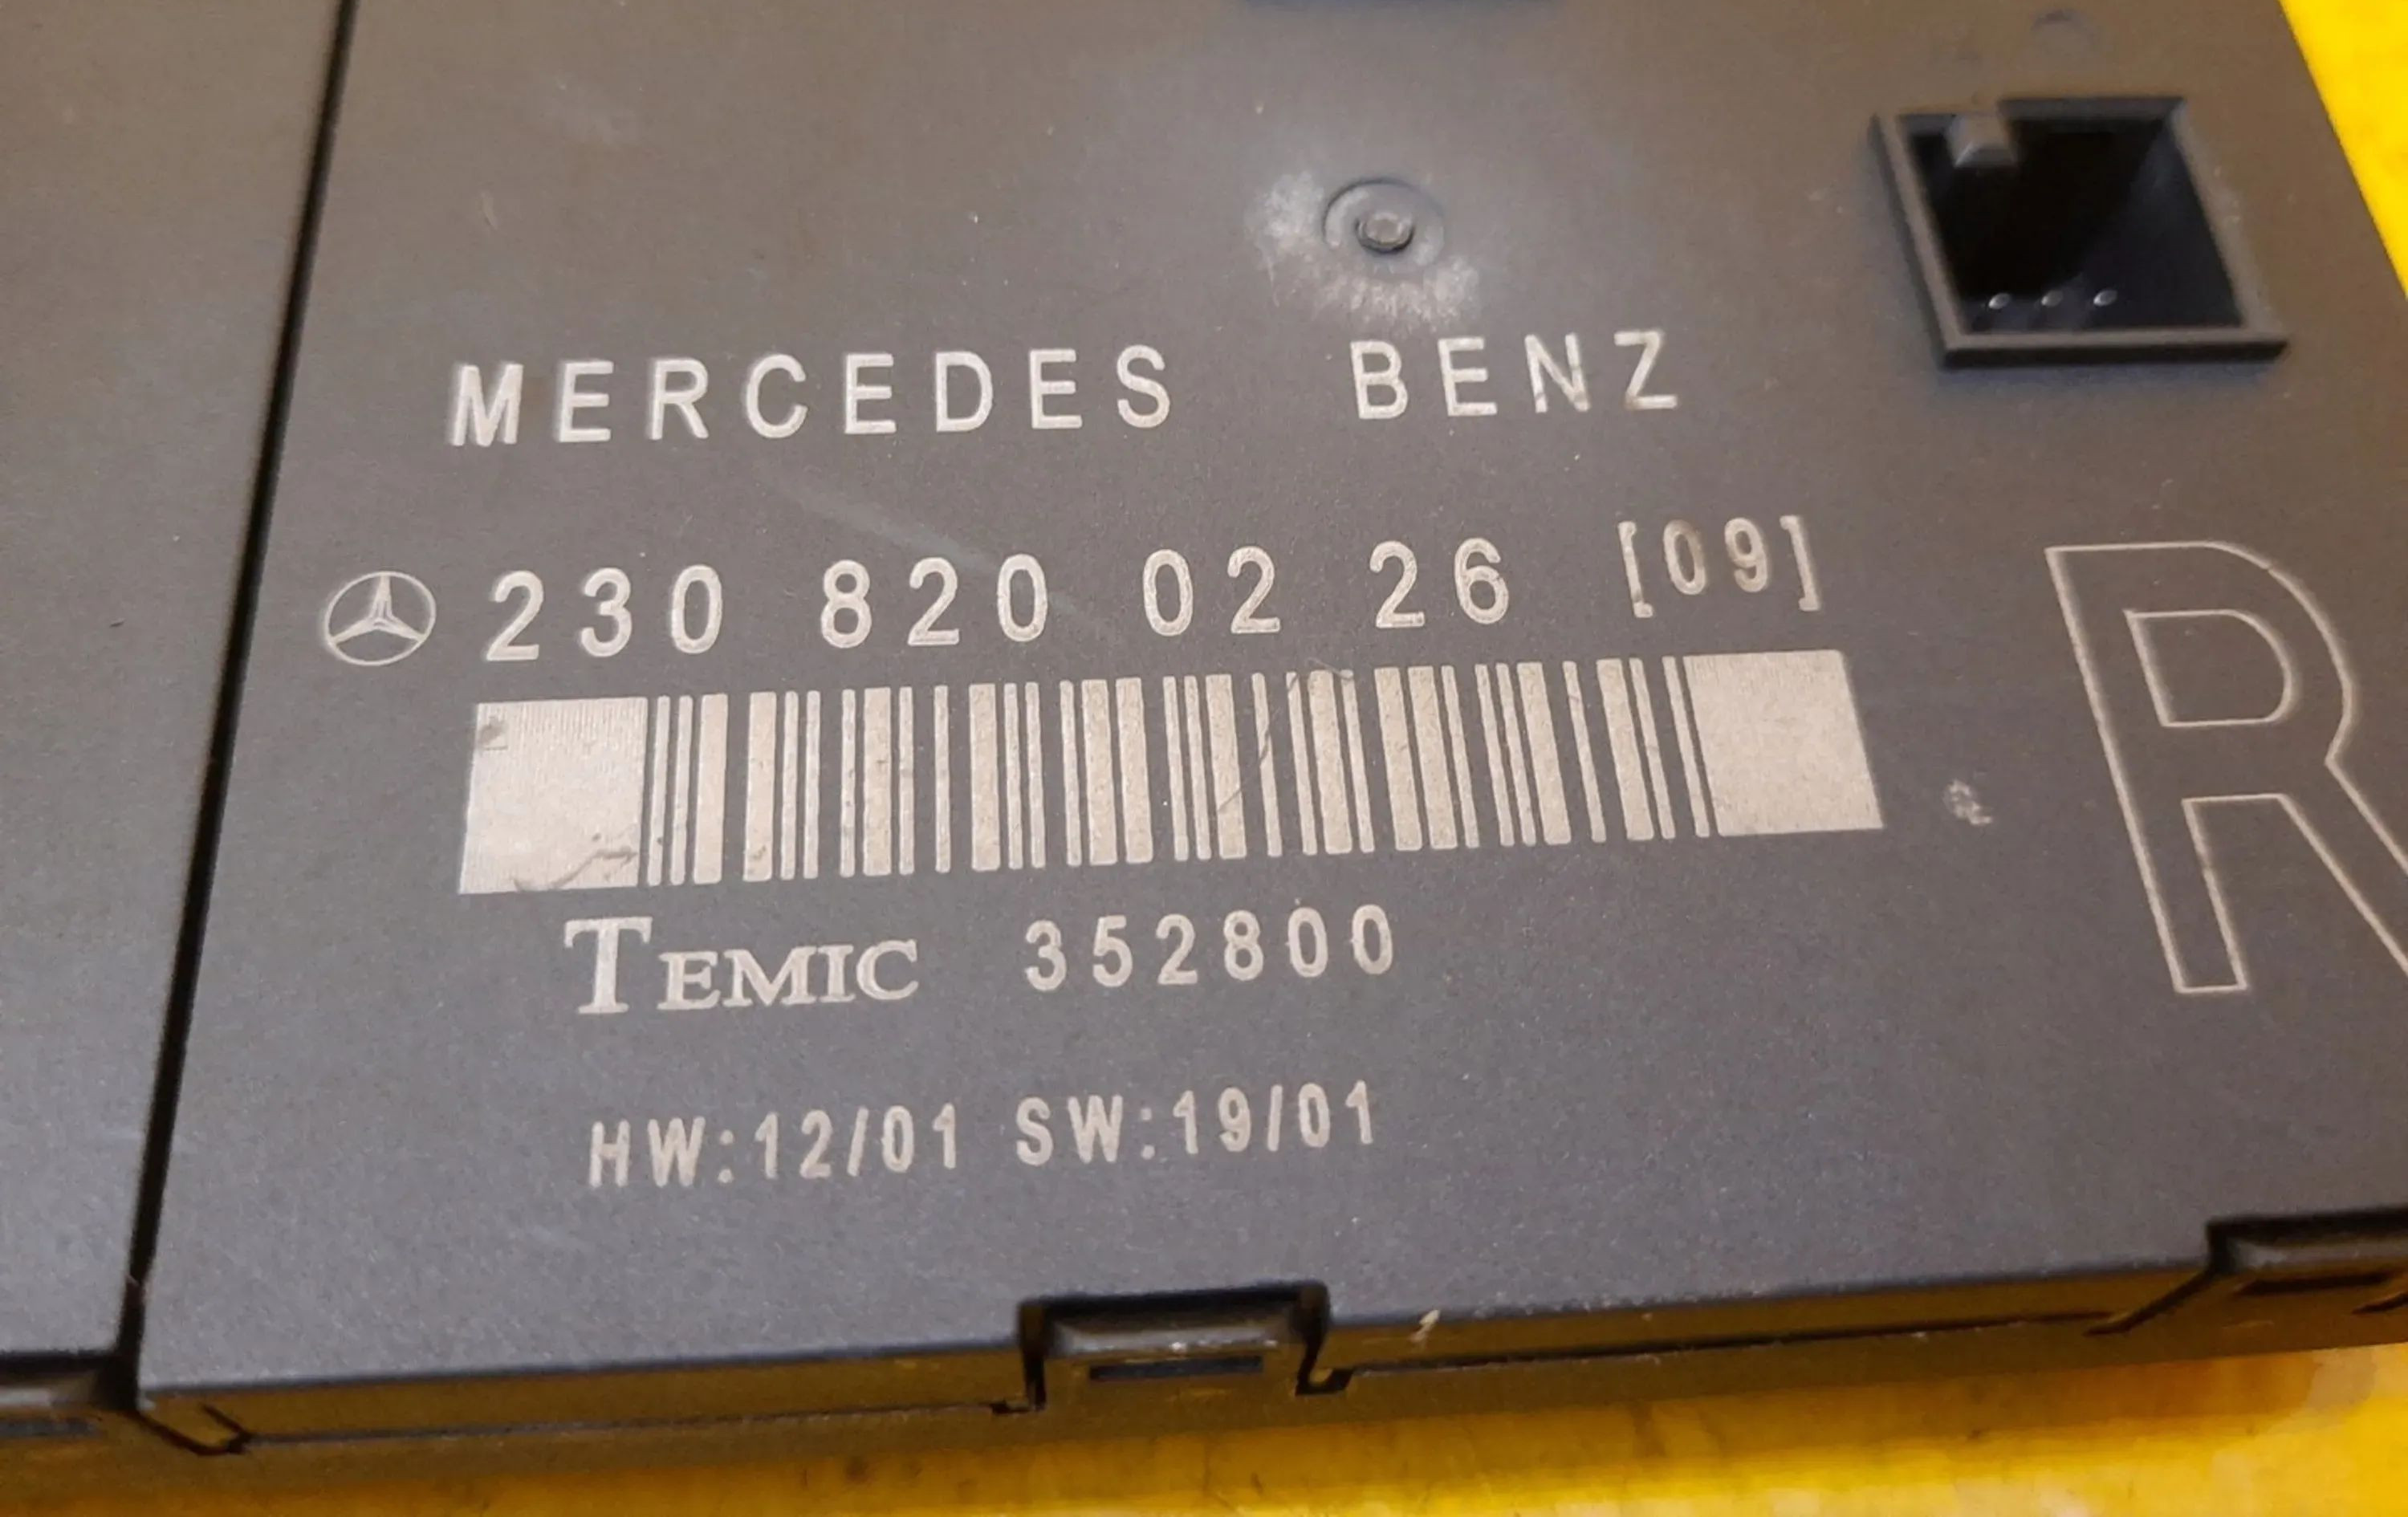 MERCEDES BENZ
230 820 02 26 [09]
R
TEMIC 352800
HW:12/01 SW:19/01